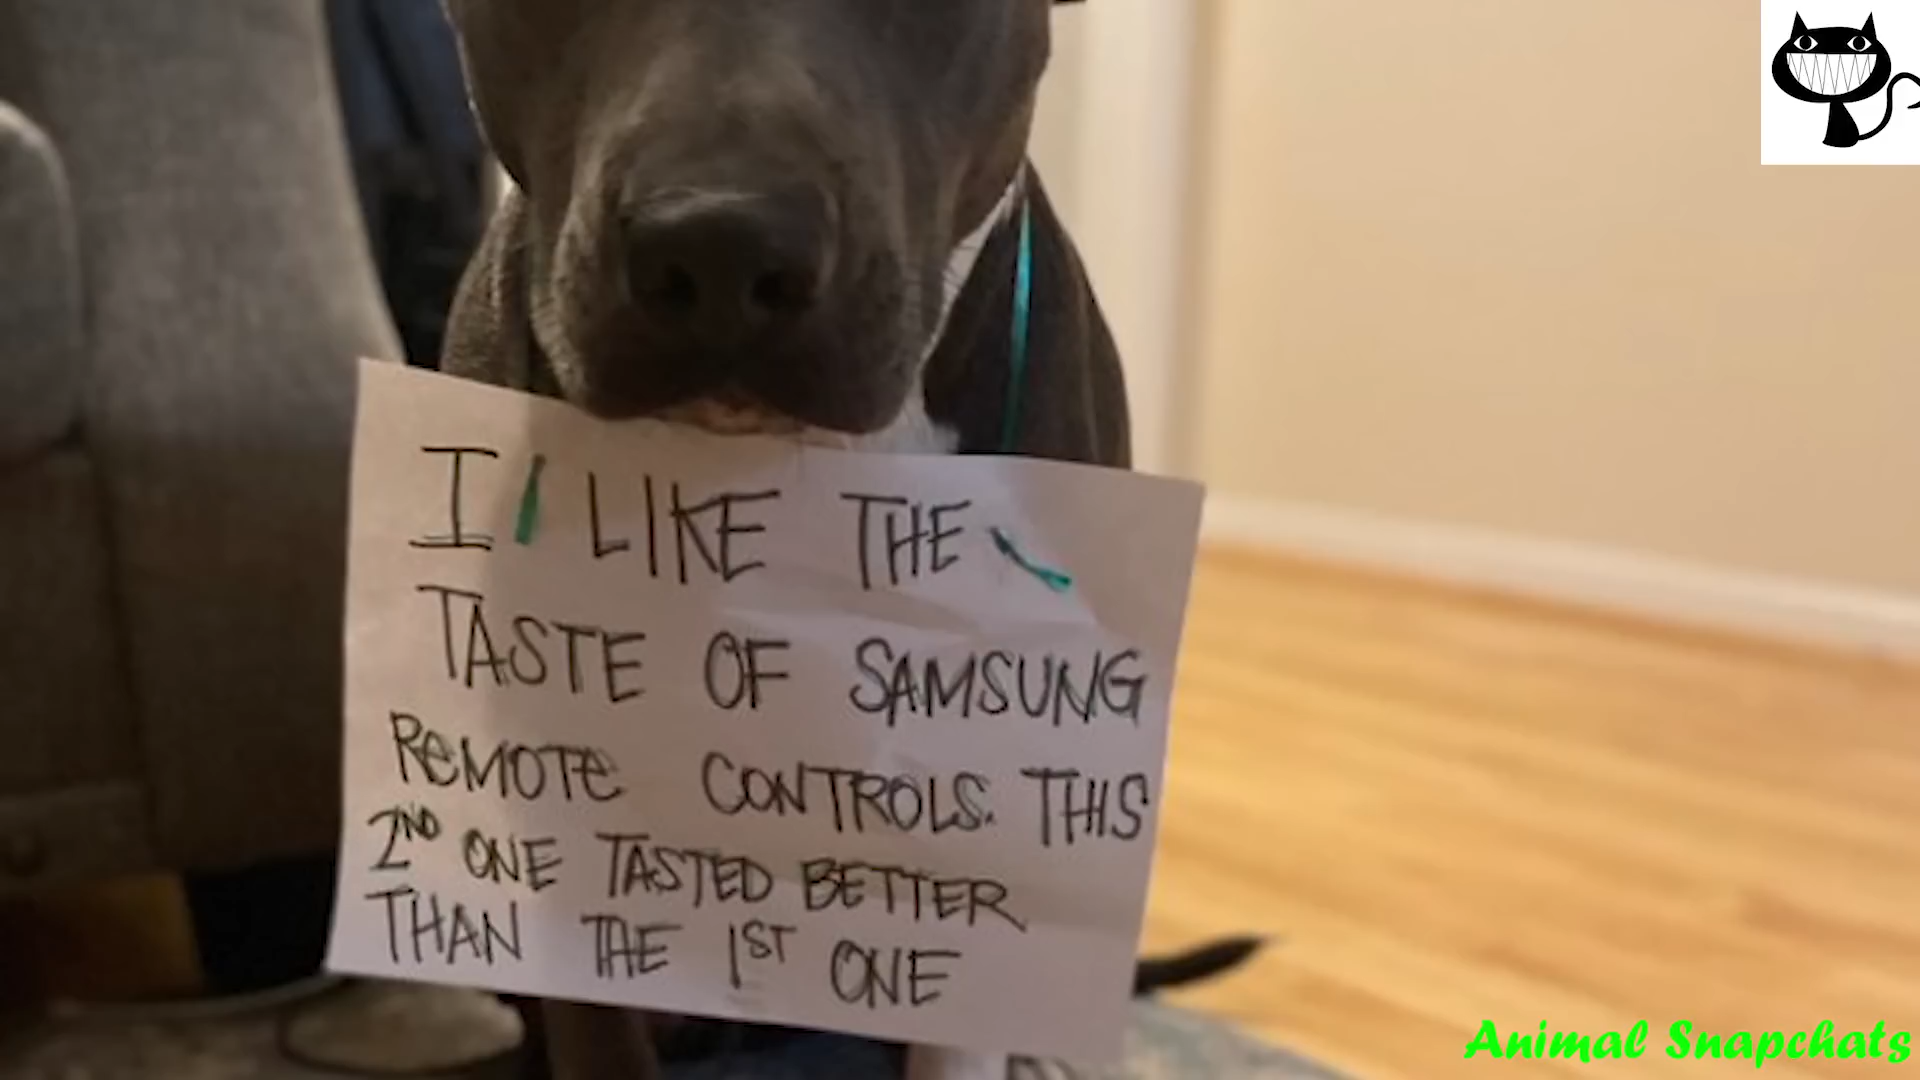 I LIKE THE
TASTE OF SAMSUNG
REMOTE CONTROLS. THIS
2ND ONE TASTED BETTER
THAN THE 1ST ONE
Animal Snapchats